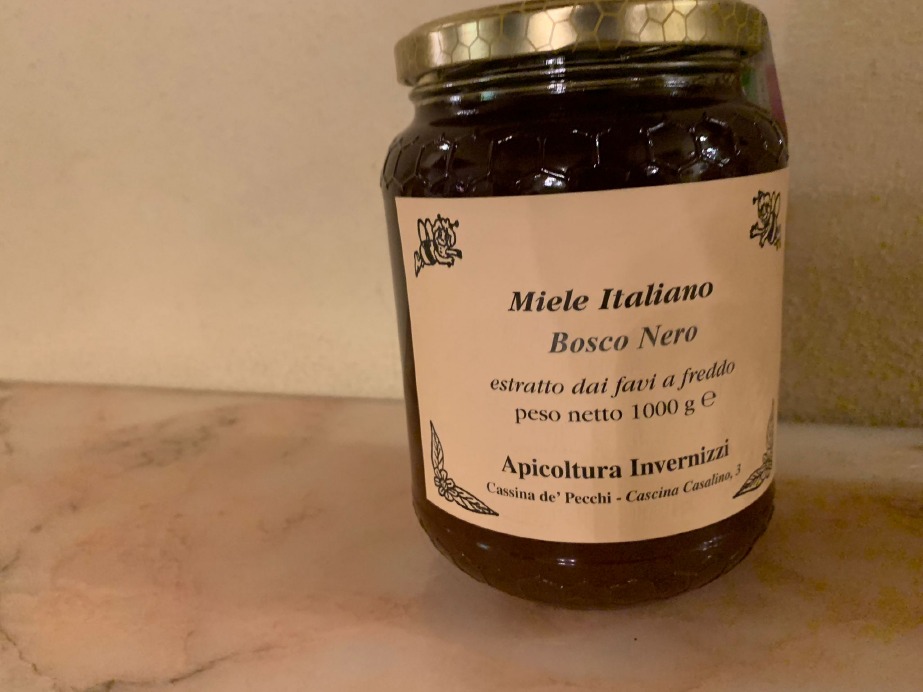 Miele Italiano
Bosco Nero
estratto dai favi a freddo
peso netto 1000 g ℮
Apicoltura Invernizzi
Cassina de' Pecchi - Cascina Casalino, 3